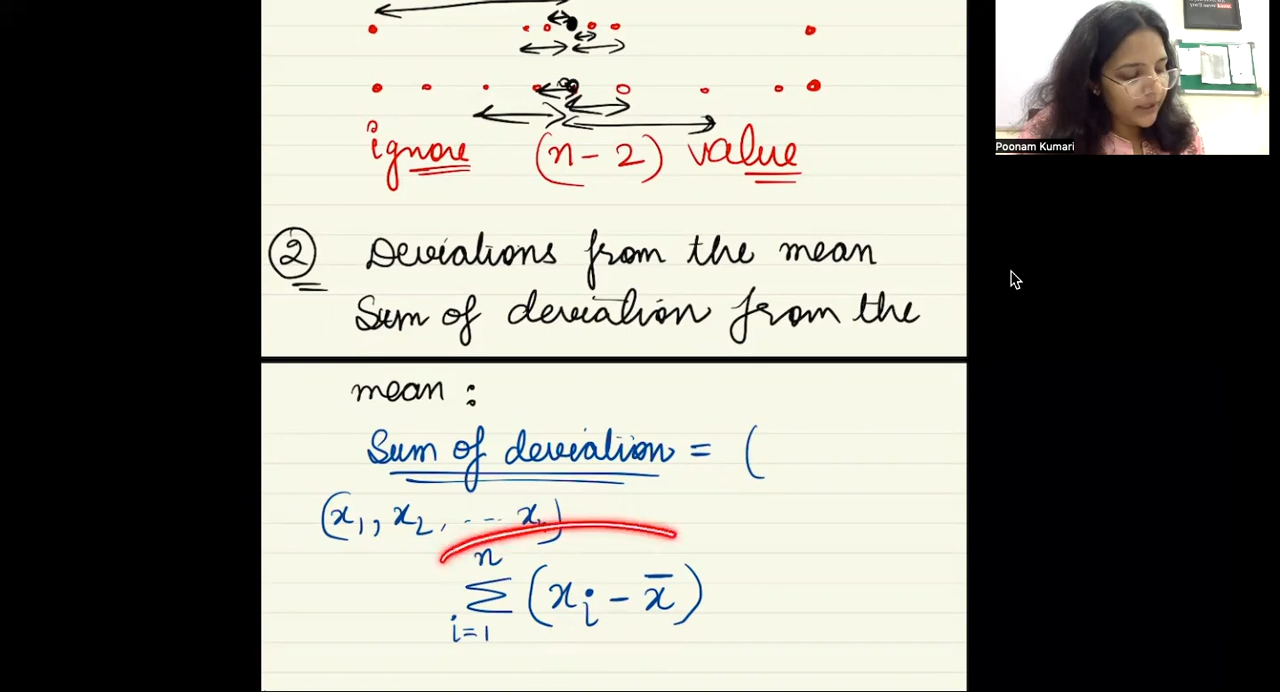 ignore (n-2) value
② Deviations from the mean
Sum of deviation from the
mean :
Sum of deviation = (
(x₁, x₂, ... xₙ)
n
Σ (xᵢ - x̄)
i=1
Poonam Kumari